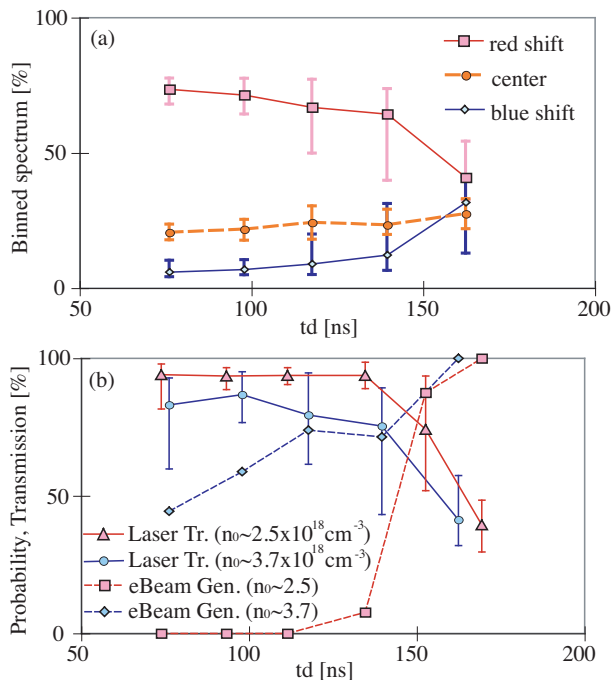 (a)
Binned spectrum [%]
100
50
0
red shift
center
blue shift
50
100
150
200
td [ns]
(b)
Probability, Transmission [%]
100
50
0
Laser Tr. (n₀~2.5x10¹⁸cm⁻³)
Laser Tr. (n₀~3.7x10¹⁸cm⁻³)
eBeam Gen. (n₀~2.5)
eBeam Gen. (n₀~3.7)
50
100
150
200
td [ns]